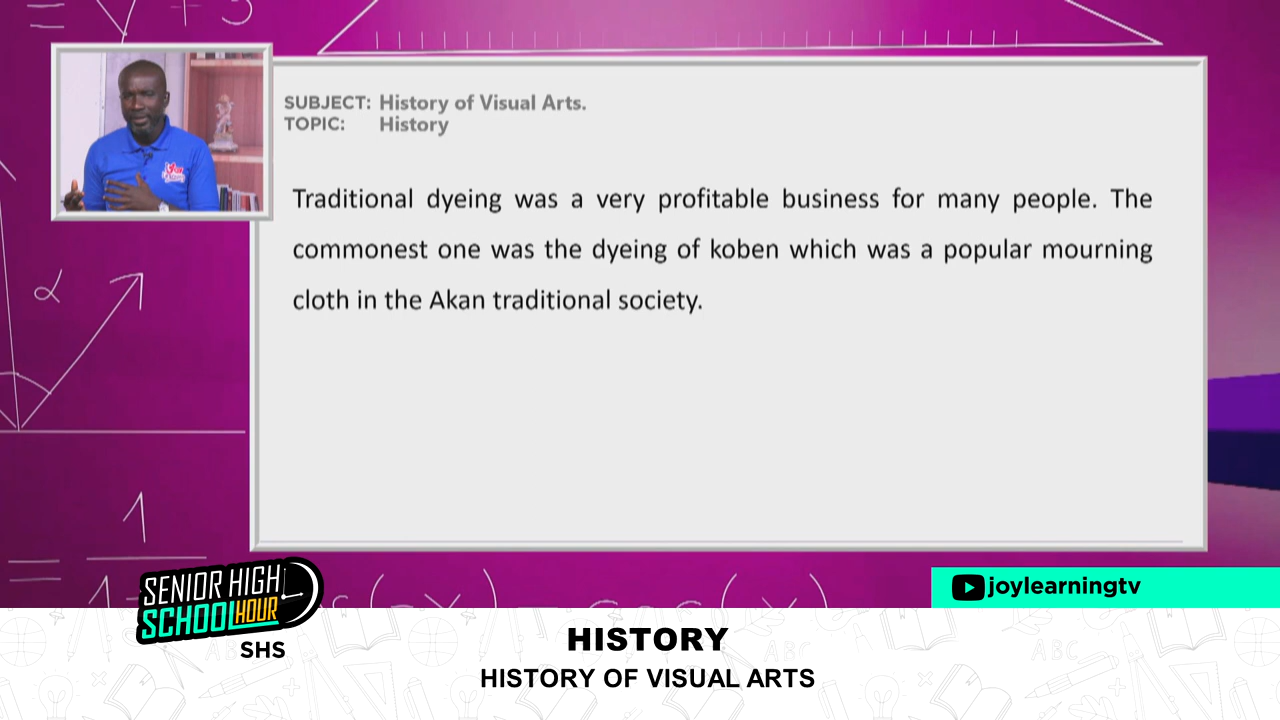 SUBJECT: History of Visual Arts.
TOPIC: History
Traditional dyeing was a very profitable business for many people. The
commonest one was the dyeing of koben which was a popular mourning
cloth in the Akan traditional society.
α
1
=
joylearningtv
SENIOR HIGH
SCHOOL HOUR
SHS
HISTORY
HISTORY OF VISUAL ARTS
ABC